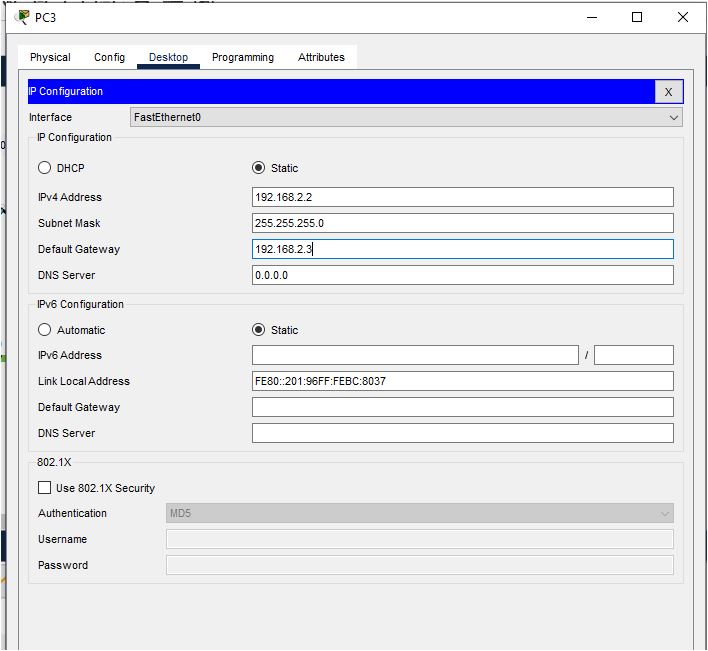 PC3
Physical Config Desktop Programming Attributes
IP Configuration X
Interface FastEthernet0
IP Configuration
DHCP Static
IPv4 Address 192.168.2.2
Subnet Mask 255.255.255.0
Default Gateway 192.168.2.3
DNS Server 0.0.0.0
IPv6 Configuration
Automatic Static
IPv6 Address /
Link Local Address FE80::201:96FF:FEBC:8037
Default Gateway
DNS Server
802.1X
Use 802.1X Security
Authentication MD5
Username
Password